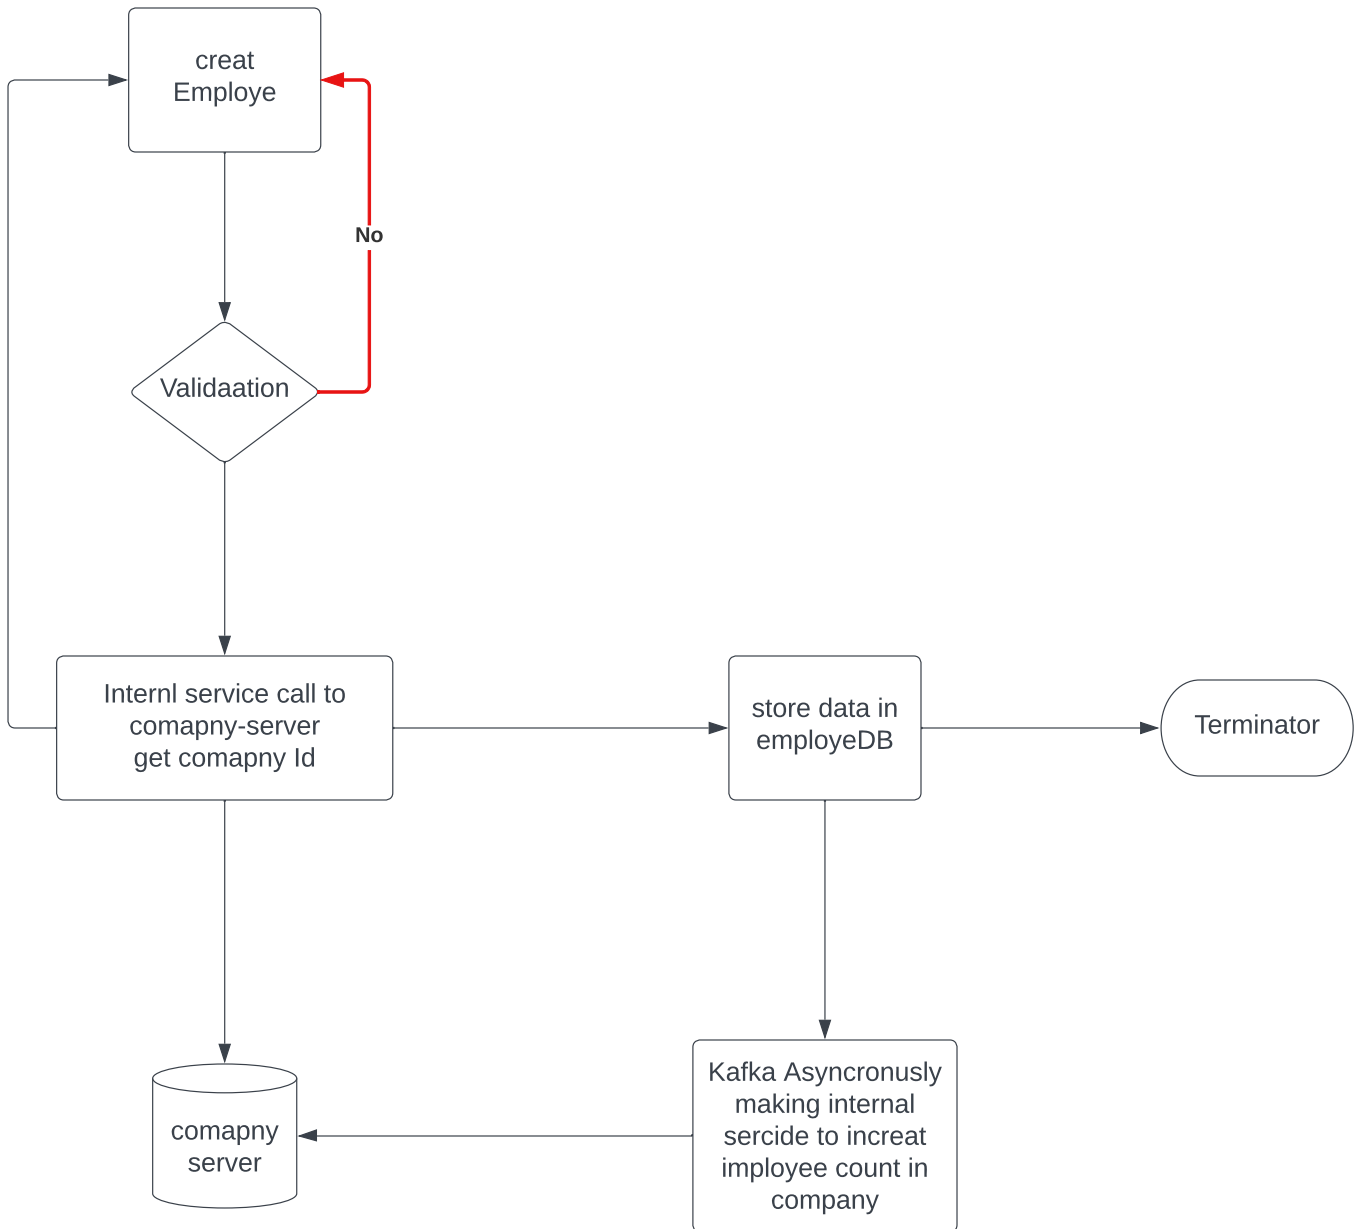 creat
Employe
No
Validaation
Internl service call to
comapny-server
get comapny Id
store data in
employeDB
Terminator
comapny
server
Kafka Asyncronusly
making internal
sercide to increat
imployee count in
company